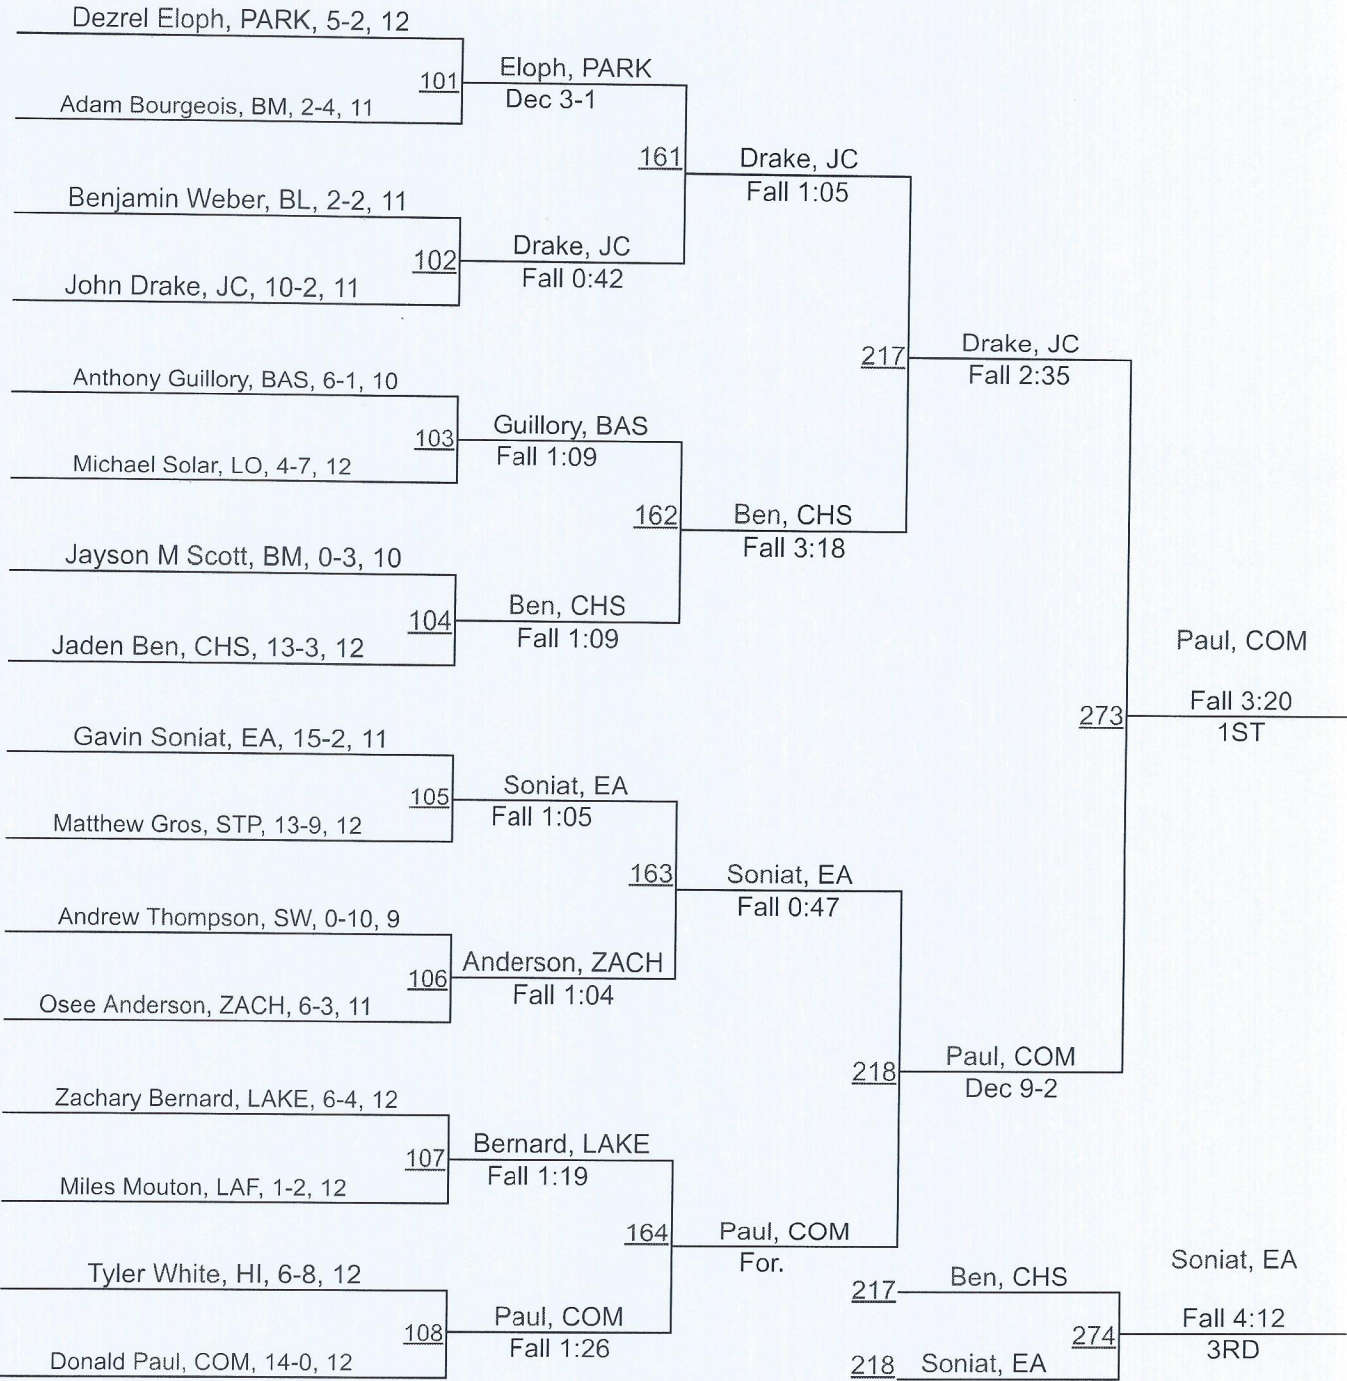 Dezrel Eloph, PARK, 5-2, 12
101
Eloph, PARK
Dec 3-1
Adam Bourgeois, BM, 2-4, 11
161
Drake, JC
Fall 1:05
Benjamin Weber, BL, 2-2, 11
102
Drake, JC
Fall 0:42
John Drake, JC, 10-2, 11
217
Drake, JC
Fall 2:35
Anthony Guillory, BAS, 6-1, 10
103
Guillory, BAS
Fall 1:09
Michael Solar, LO, 4-7, 12
162
Ben, CHS
Fall 3:18
Jayson M Scott, BM, 0-3, 10
104
Ben, CHS
Fall 1:09
Jaden Ben, CHS, 13-3, 12
273
Paul, COM
Fall 3:20
1ST
Gavin Soniat, EA, 15-2, 11
105
Soniat, EA
Fall 1:05
Matthew Gros, STP, 13-9, 12
163
Soniat, EA
Fall 0:47
Andrew Thompson, SW, 0-10, 9
106
Anderson, ZACH
Fall 1:04
Osee Anderson, ZACH, 6-3, 11
218
Paul, COM
Dec 9-2
Zachary Bernard, LAKE, 6-4, 12
107
Bernard, LAKE
Fall 1:19
Miles Mouton, LAF, 1-2, 12
164
Paul, COM
For.
Tyler White, HI, 6-8, 12
108
Paul, COM
Fall 1:26
Donald Paul, COM, 14-0, 12
217
Ben, CHS
274
Soniat, EA
Fall 4:12
3RD
218
Soniat, EA